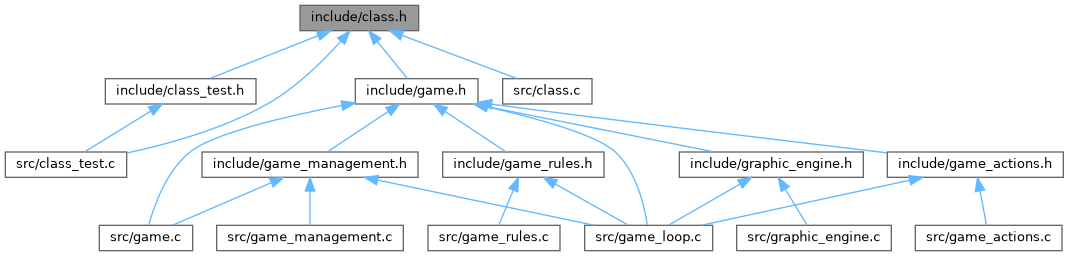 include/class.h
include/class_test.h
include/game.h
src/class.c
src/class_test.c
include/game_management.h
include/game_rules.h
include/graphic_engine.h
include/game_actions.h
src/game.c
src/game_management.c
src/game_rules.c
src/game_loop.c
src/graphic_engine.c
src/game_actions.c